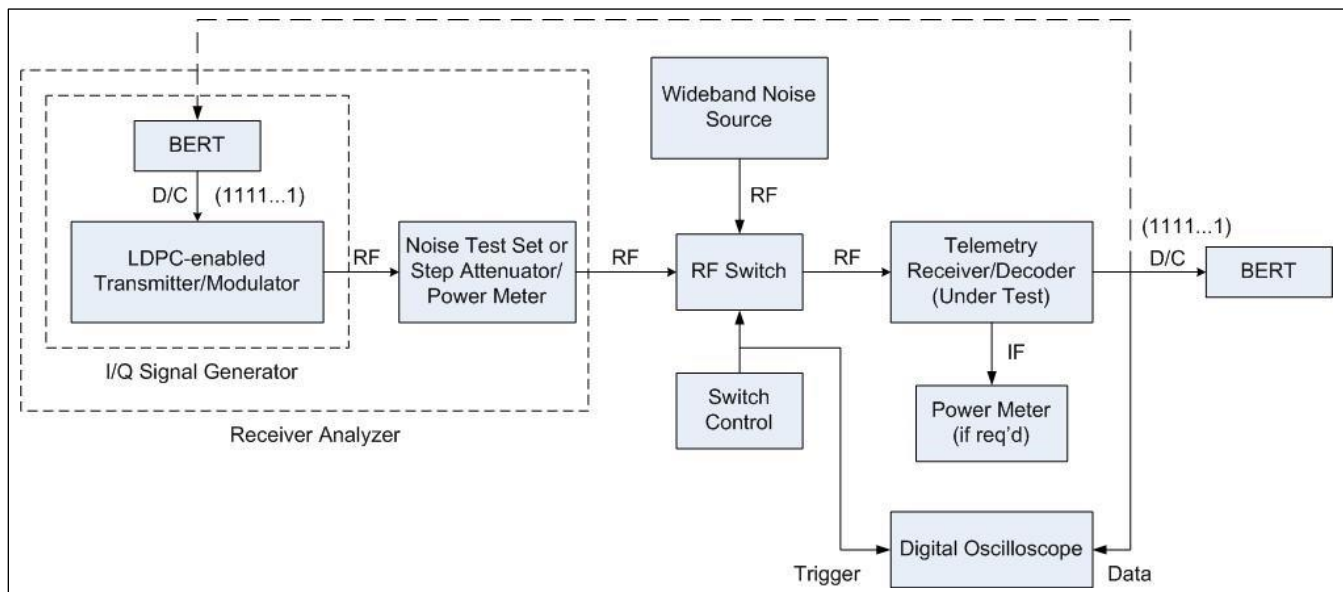 Wideband Noise
Source
BERT
D/C (1111...1)
RF
(1111...1)
LDPC-enabled
Transmitter/Modulator
RF
Noise Test Set or
Step Attenuator/
Power Meter
RF
RF Switch
RF
Telemetry
Receiver/Decoder
(Under Test)
D/C
BERT
I/Q Signal Generator
IF
Switch
Control
Power Meter
(if req'd)
Receiver Analyzer
Digital Oscilloscope
Trigger
Data